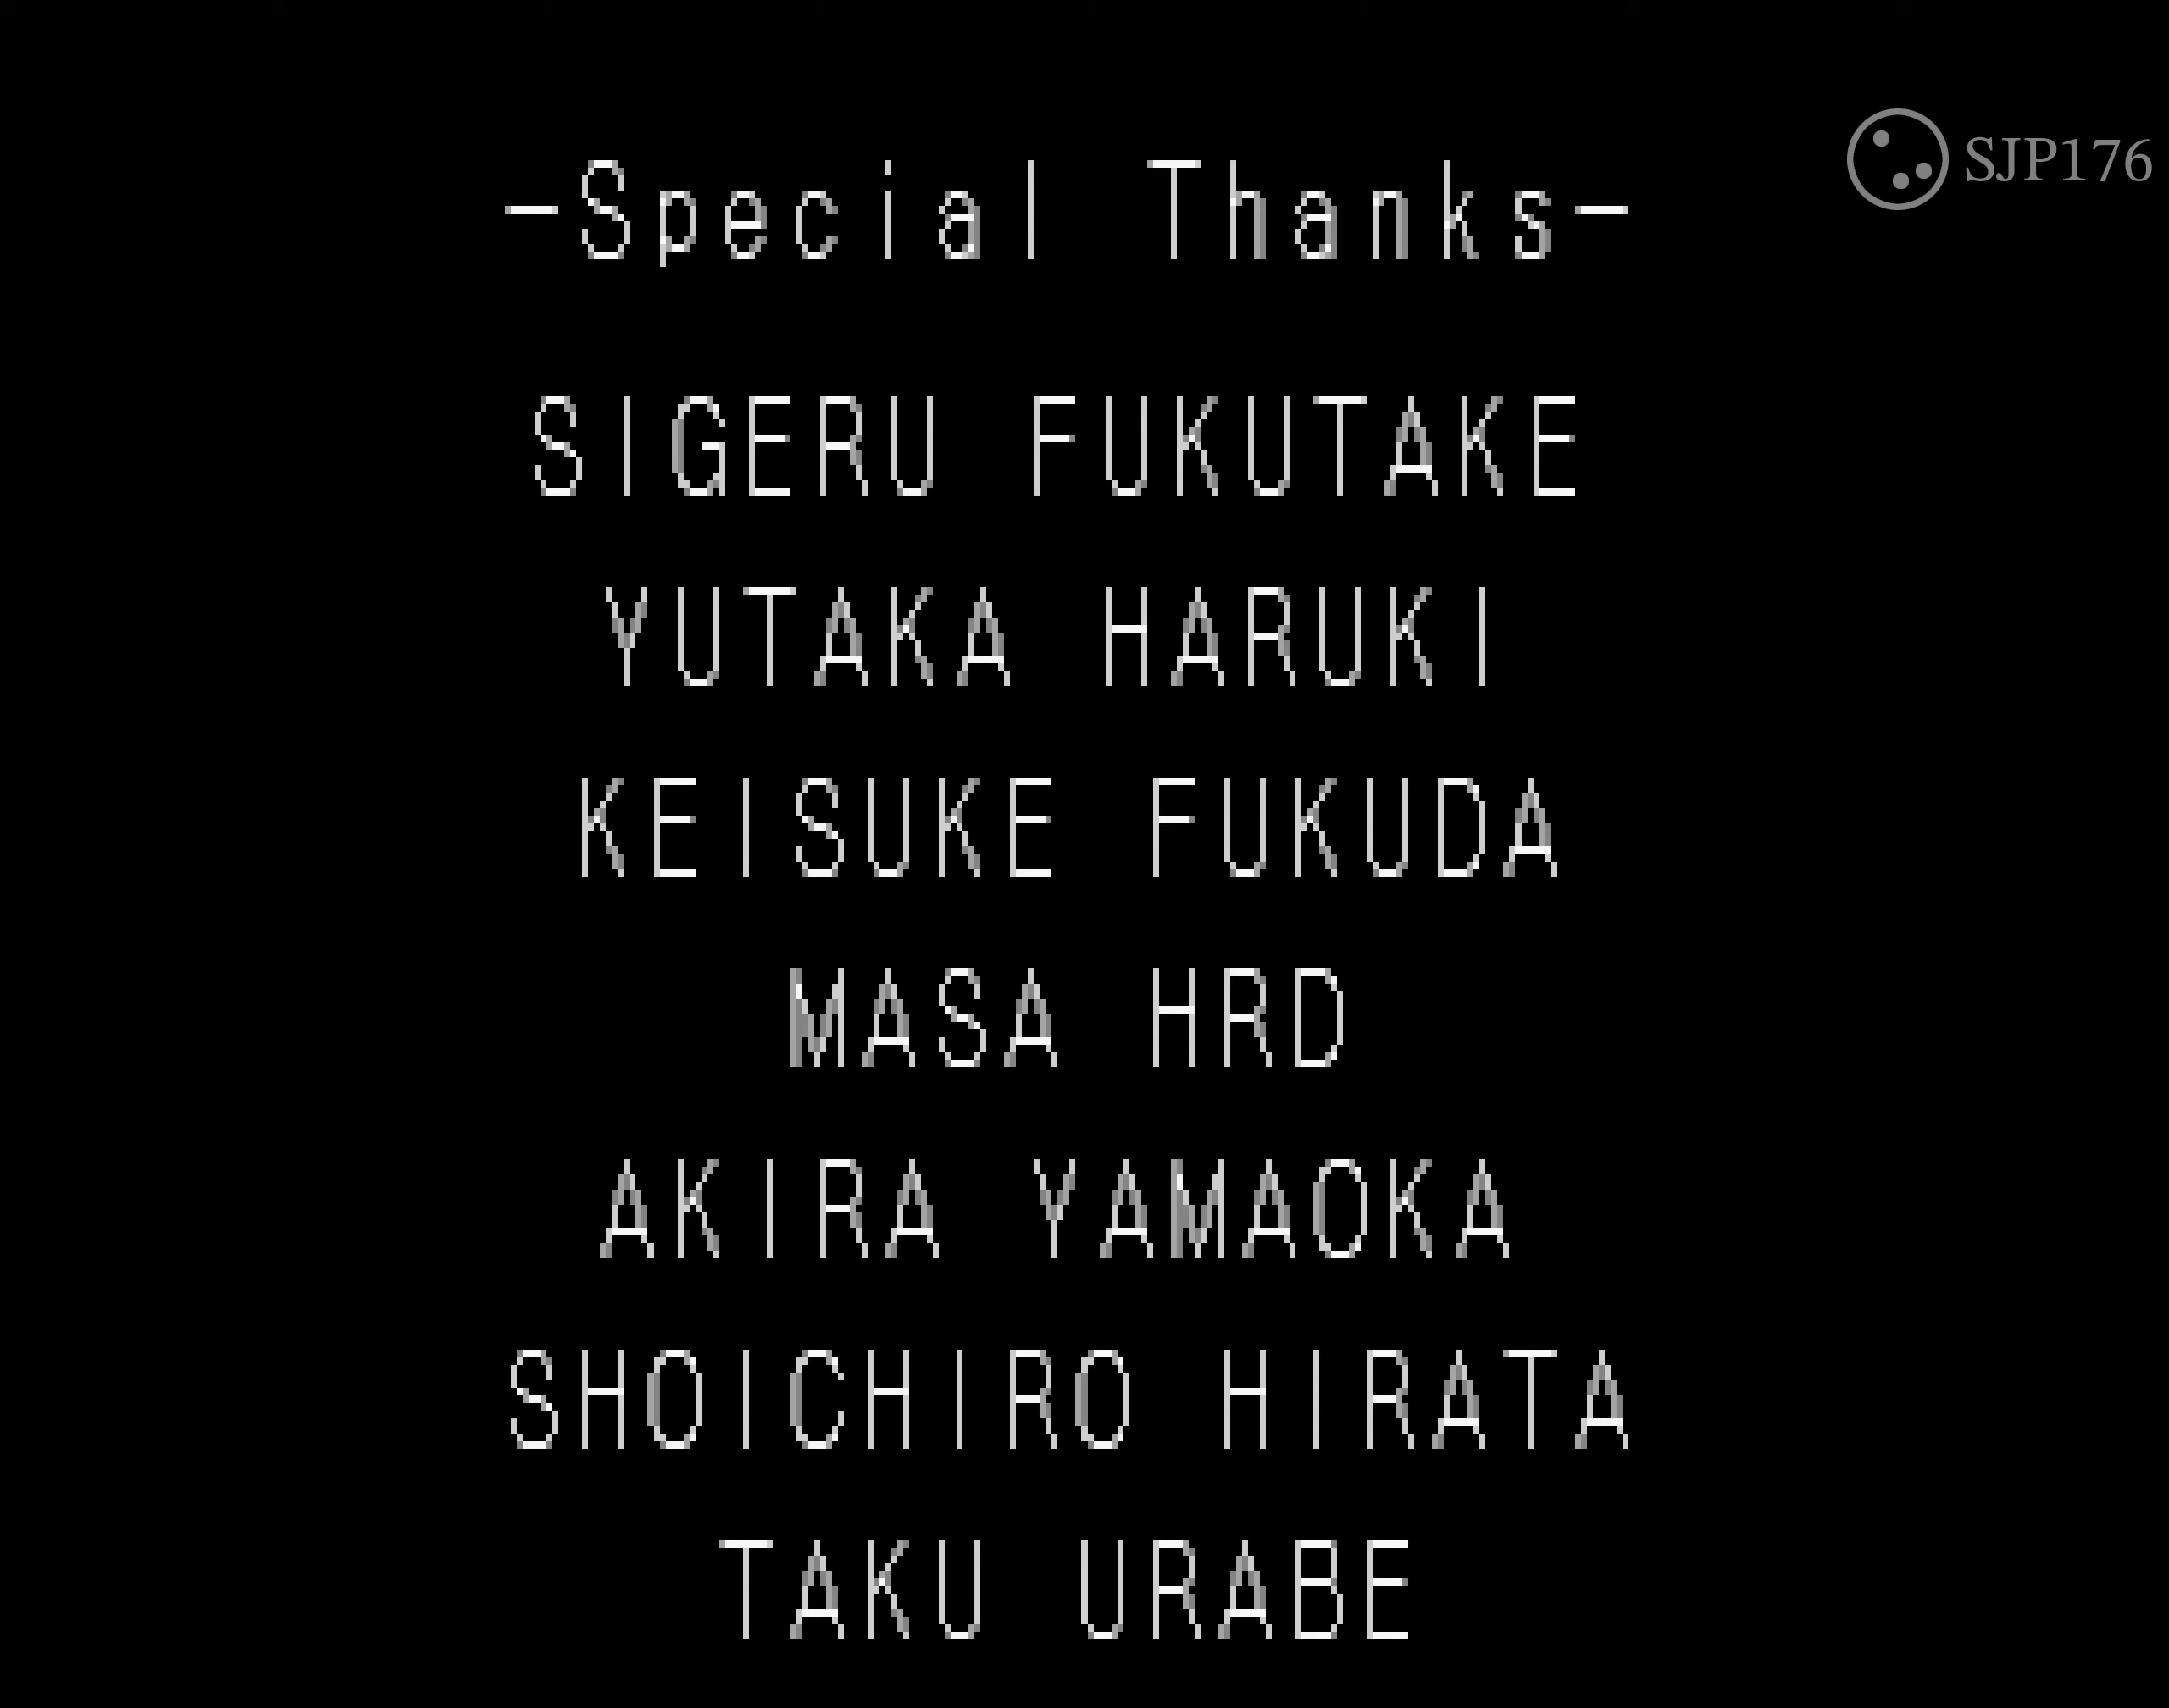 -Special Thanks-
SJP176
SIGERU FUKUTAKE
YUTAKA HARUKI
KEISUKE FUKUDA
MASA HRD
AKIRA YAMAOKA
SHOICHIRO HIRATA
TAKU URABE